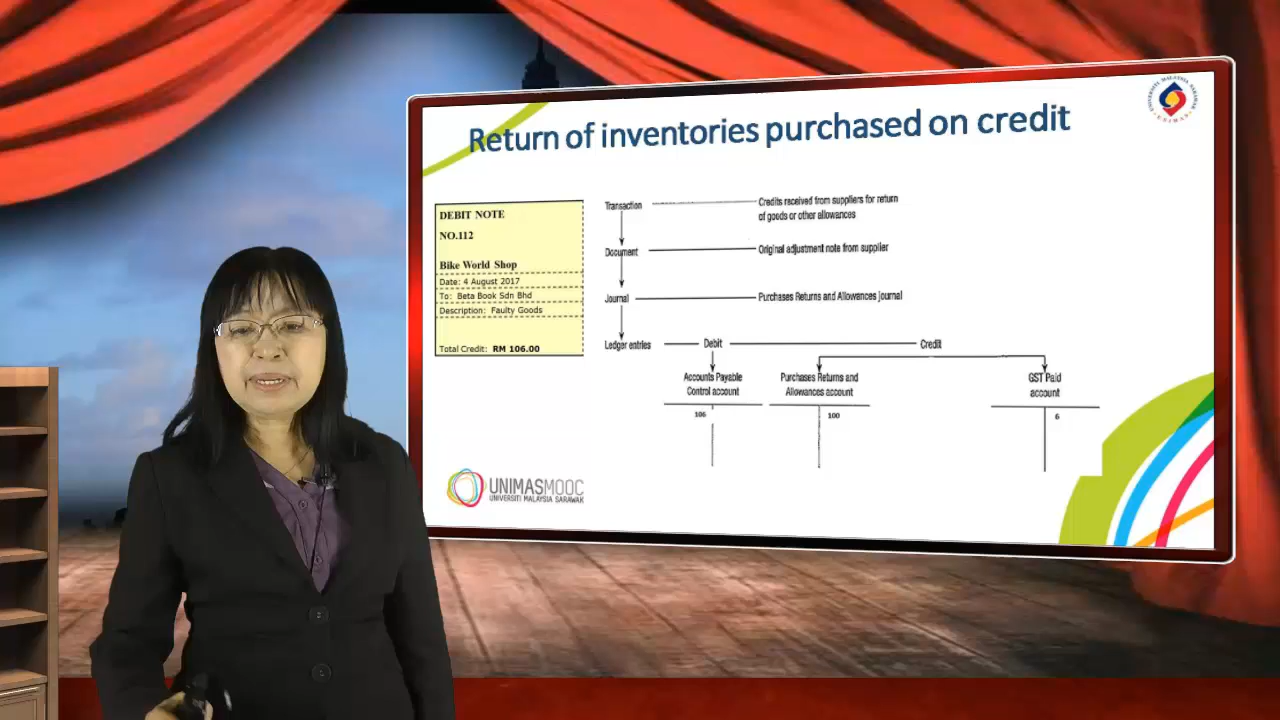 Return of inventories purchased on credit
UNIVERSITI MALAYSIA SARAWAK
UNIMAS
DEBIT NOTE
NO.112
Bike World Shop
Date: 4 August 2017
To: Beta Book Sdn Bhd
Description: Faulty Goods
Total Credit: RM 106.00
Transaction
Credits received from suppliers for return
of goods or other allowances
Document
Original adjustment note from supplier
Journal
Purchases Returns and Allowances journal
Ledger entries
Debit
Credit
Accounts Payable
Control account
106
Purchases Returns and
Allowances account
100
GST Paid
account
6
UNIMASMOOC
UNIVERSITI MALAYSIA SARAWAK